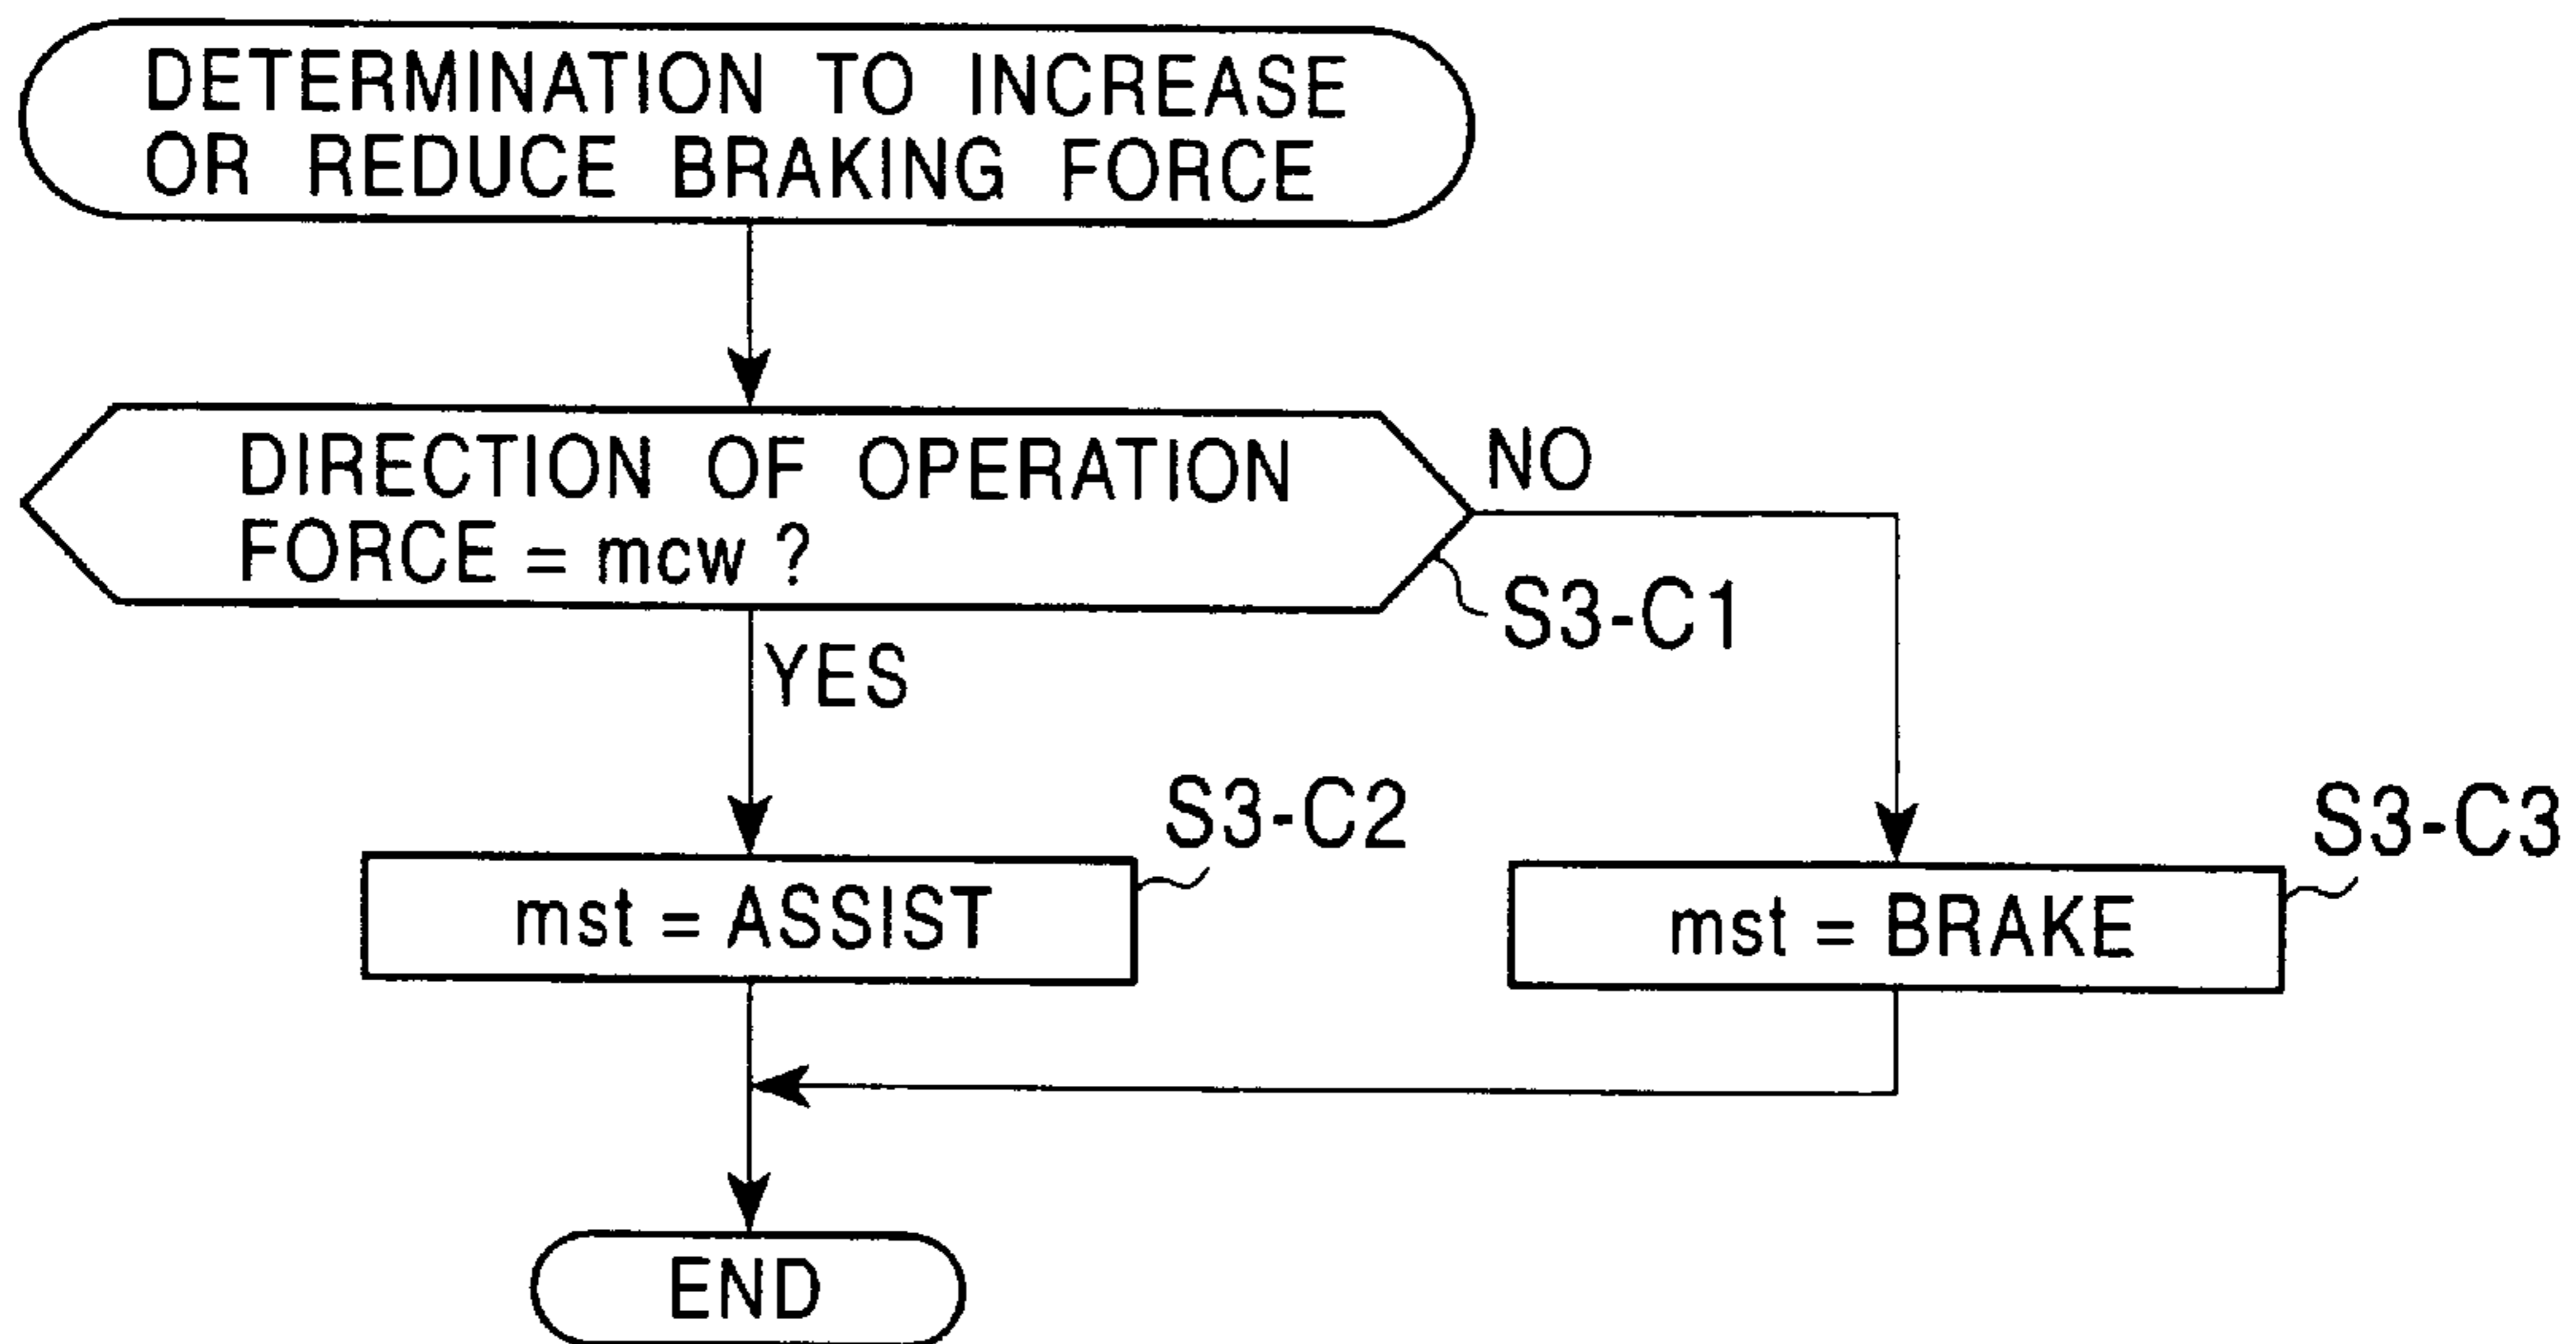 DETERMINATION TO INCREASE
OR REDUCE BRAKING FORCE
DIRECTION OF OPERATION
FORCE = mcw ?
NO
S3-C1
YES
S3-C2
mst = ASSIST
S3-C3
mst = BRAKE
END